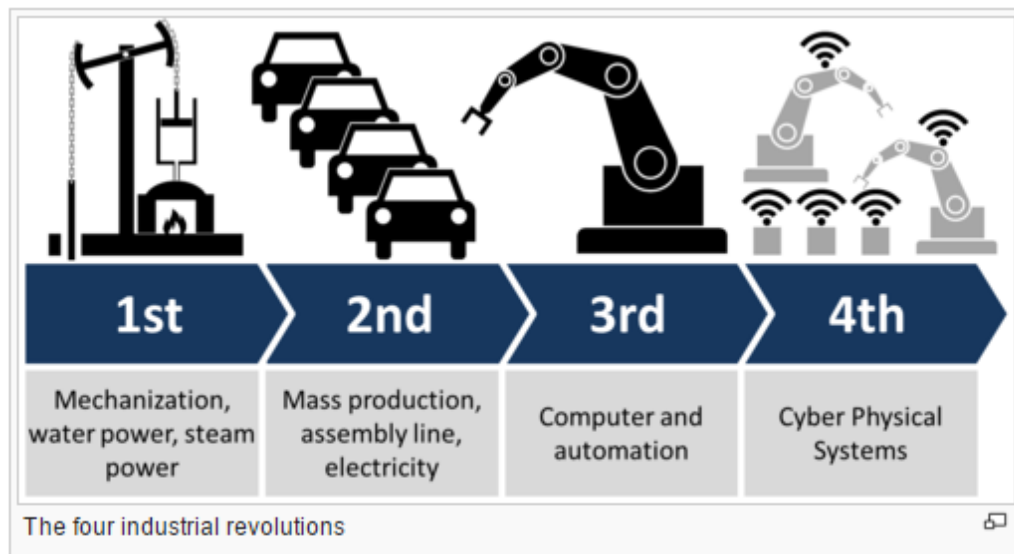 1st
2nd
3rd
4th
Mechanization,
water power, steam
power
Mass production,
assembly line,
electricity
Computer and
automation
Cyber Physical
Systems
The four industrial revolutions